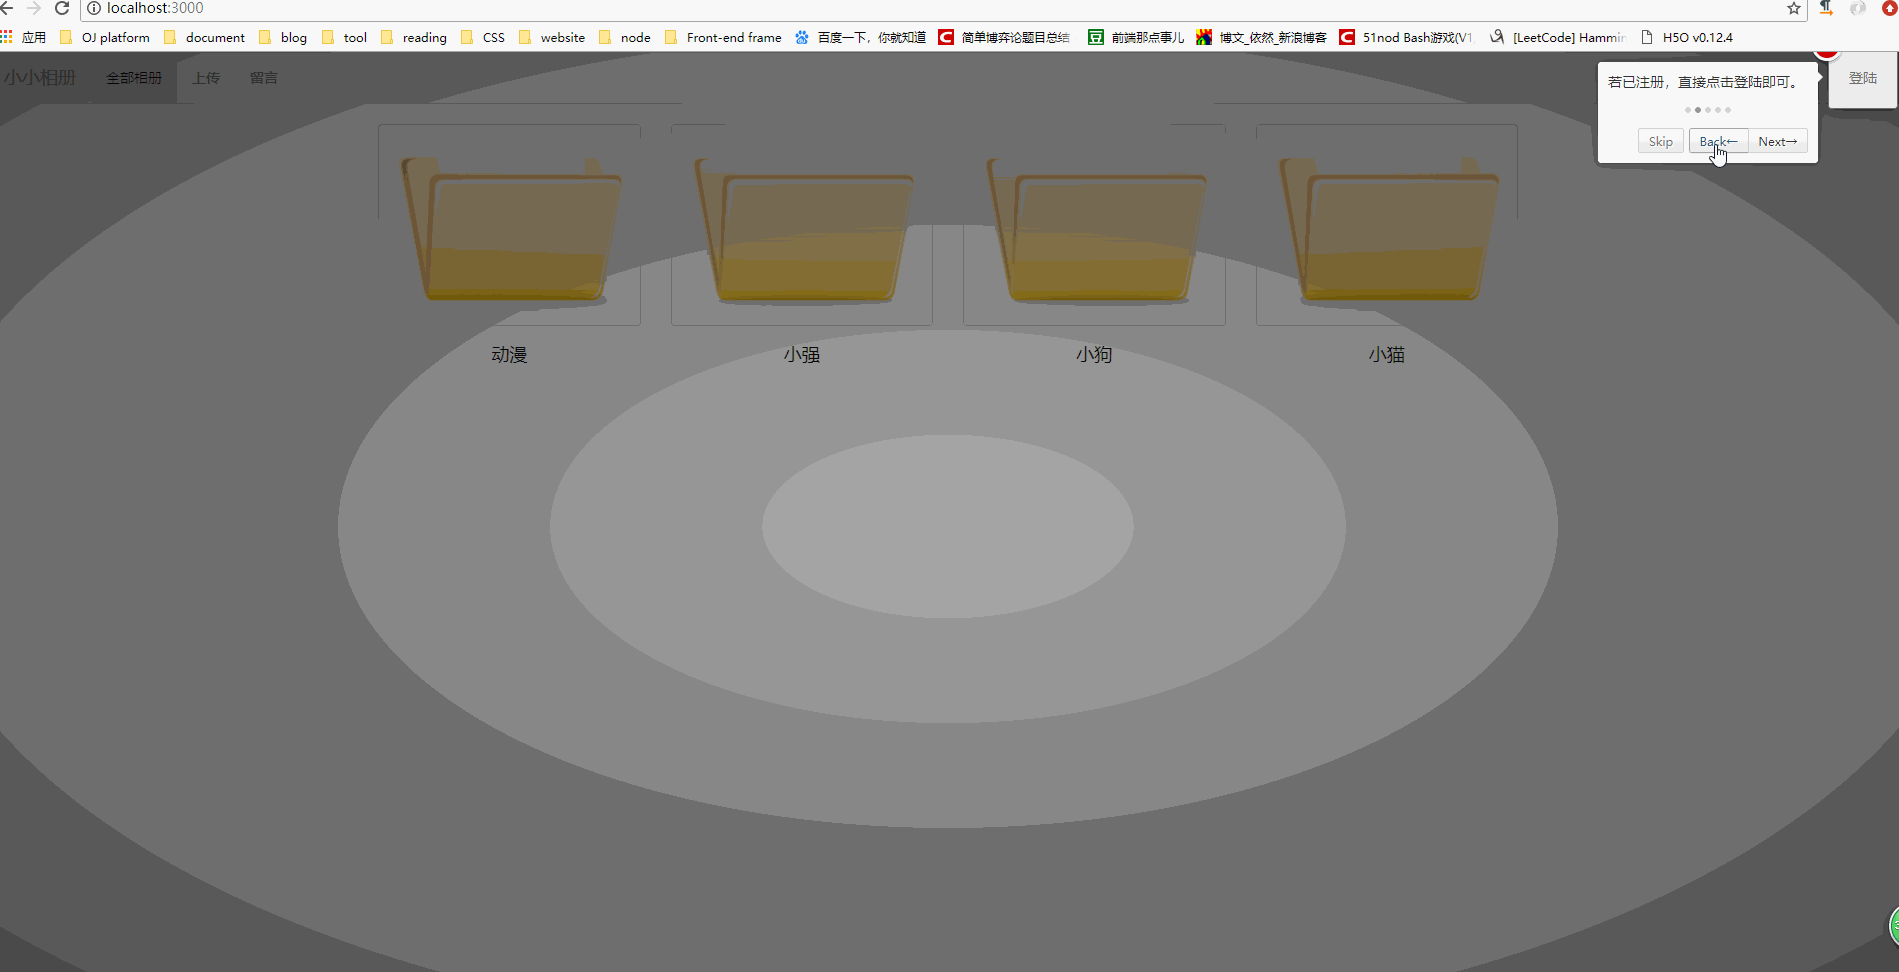 localhost:3000
应用 OJ platform document blog tool reading CSS website node Front-end frame 百度一下，你就知道 C 简单博弈论题目总结 豆 前端那点事儿 博文_依然_新浪博客 C 51nod Bash游戏(V1 [LeetCode] Hammin H5O v0.12.4
小小相册 全部相册 上传 留言
登陆
若已注册，直接点击登陆即可。
Skip Back← Next→
动漫 小强 小狗 小猫